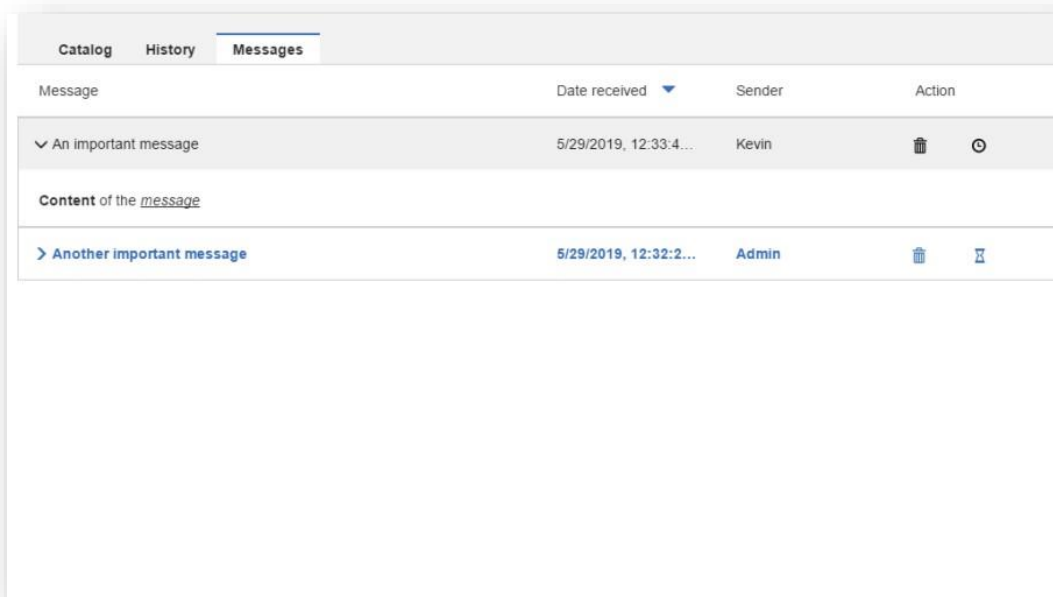 Catalog History Messages
Message Date received Sender Action
An important message 5/29/2019, 12:33:4... Kevin
Content of the message
Another important message 5/29/2019, 12:32:2... Admin